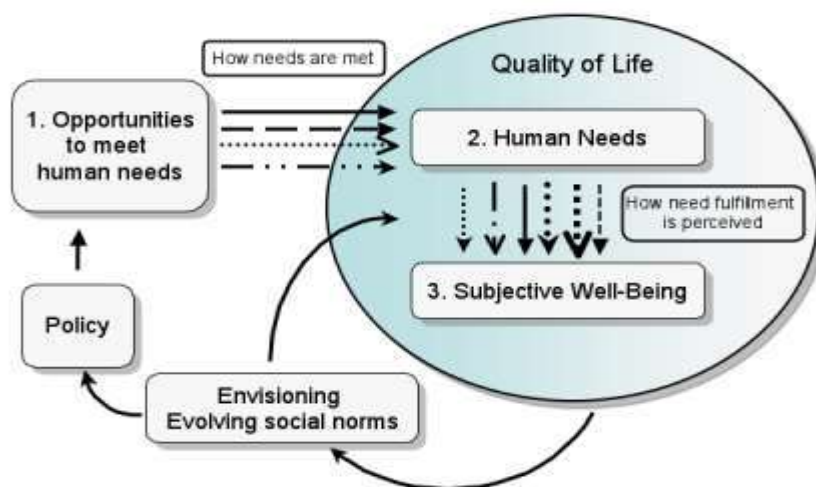 How needs are met
Quality of Life
1. Opportunities
to meet
human needs
2. Human Needs
How need fulfillment
is perceived
3. Subjective Well-Being
Policy
Envisioning
Evolving social norms